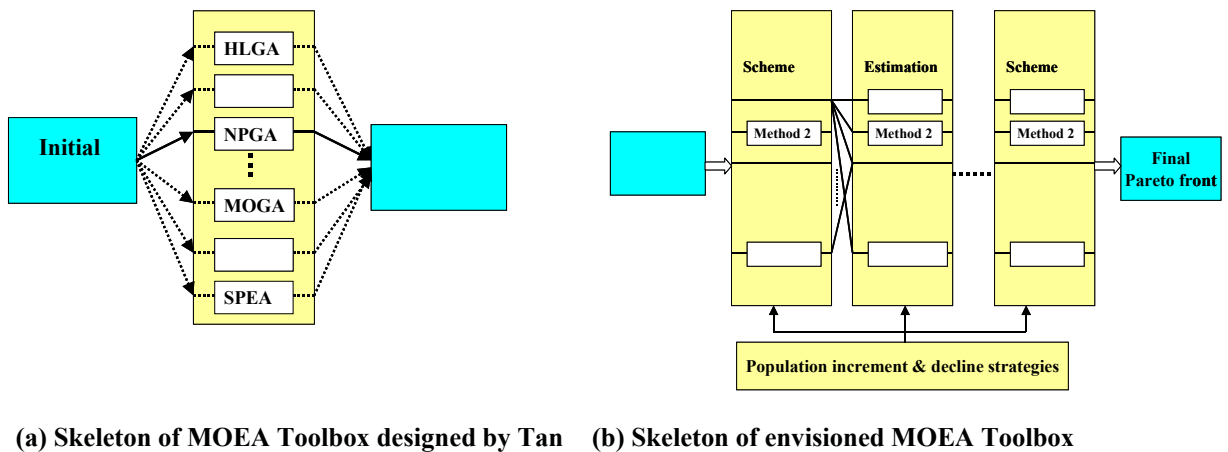 Initial
HLGA
NPGA
MOGA
SPEA
(a) Skeleton of MOEA Toolbox designed by Tan
Scheme
Estimation
Scheme
Method 2
Method 2
Method 2
Final
Pareto front
Population increment & decline strategies
(b) Skeleton of envisioned MOEA Toolbox